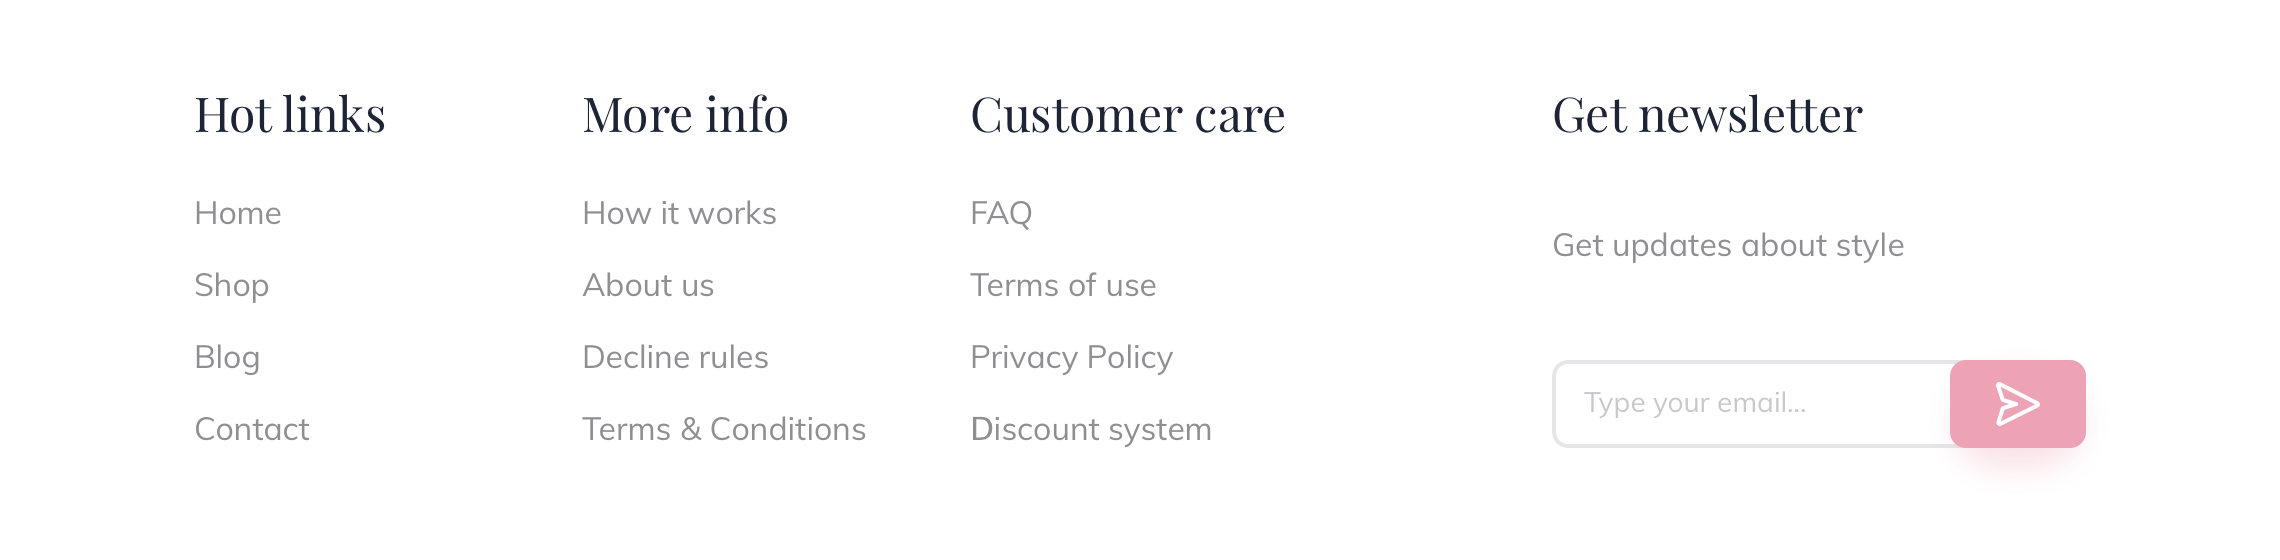 Hot links
Home
Shop
Blog
Contact
More info
How it works
About us
Decline rules
Terms & Conditions
Customer care
FAQ
Terms of use
Privacy Policy
Discount system
Get newsletter
Get updates about style
Type your email...